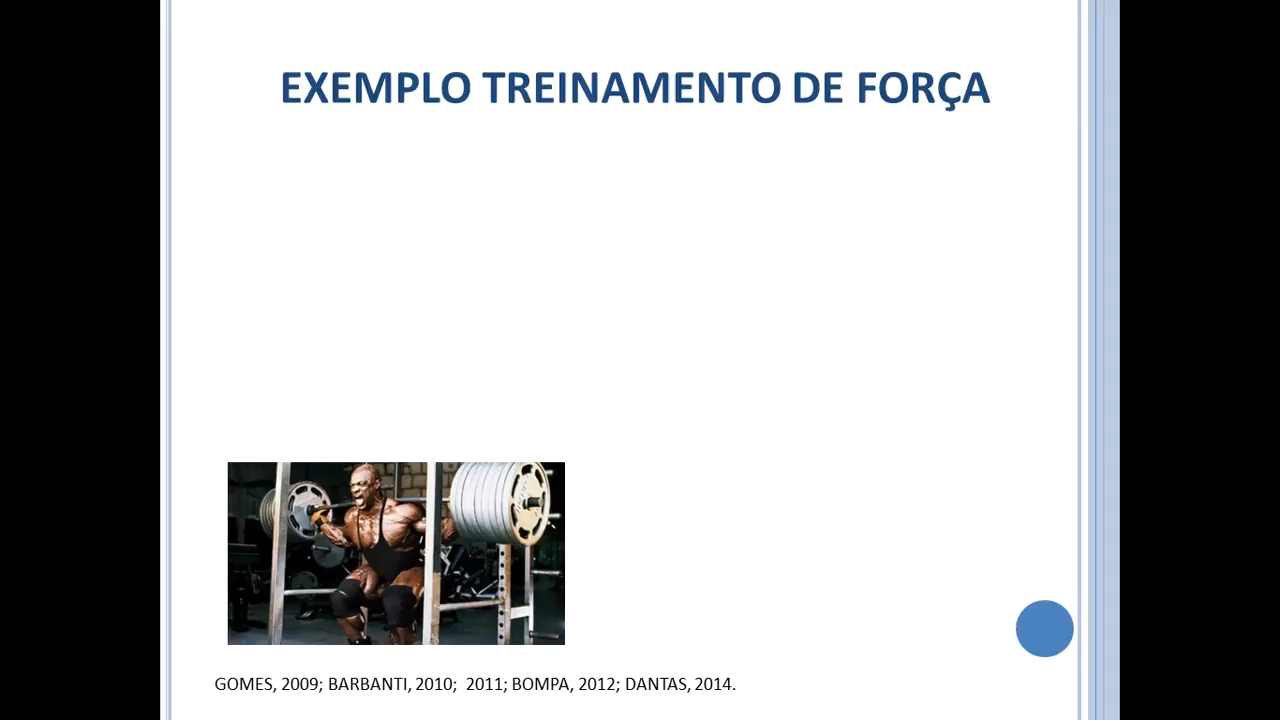 EXEMPLO TREINAMENTO DE FORÇA
GOMES, 2009; BARBANTI, 2010;  2011; BOMPA, 2012; DANTAS, 2014.